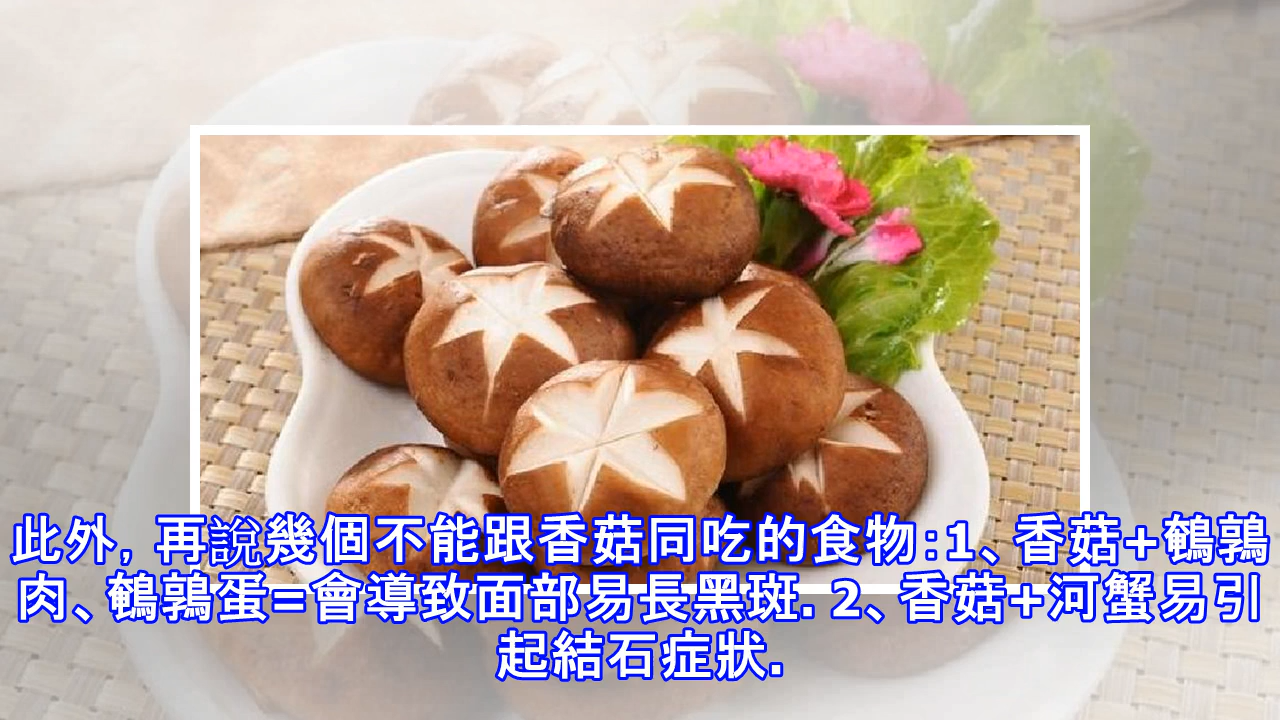 此外, 再說幾個不能跟香菇同吃的食物:1、香菇+鵪鶉
肉、鵪鶉蛋=會導致面部易長黑斑. 2、香菇+河蟹易引
起結石症狀.